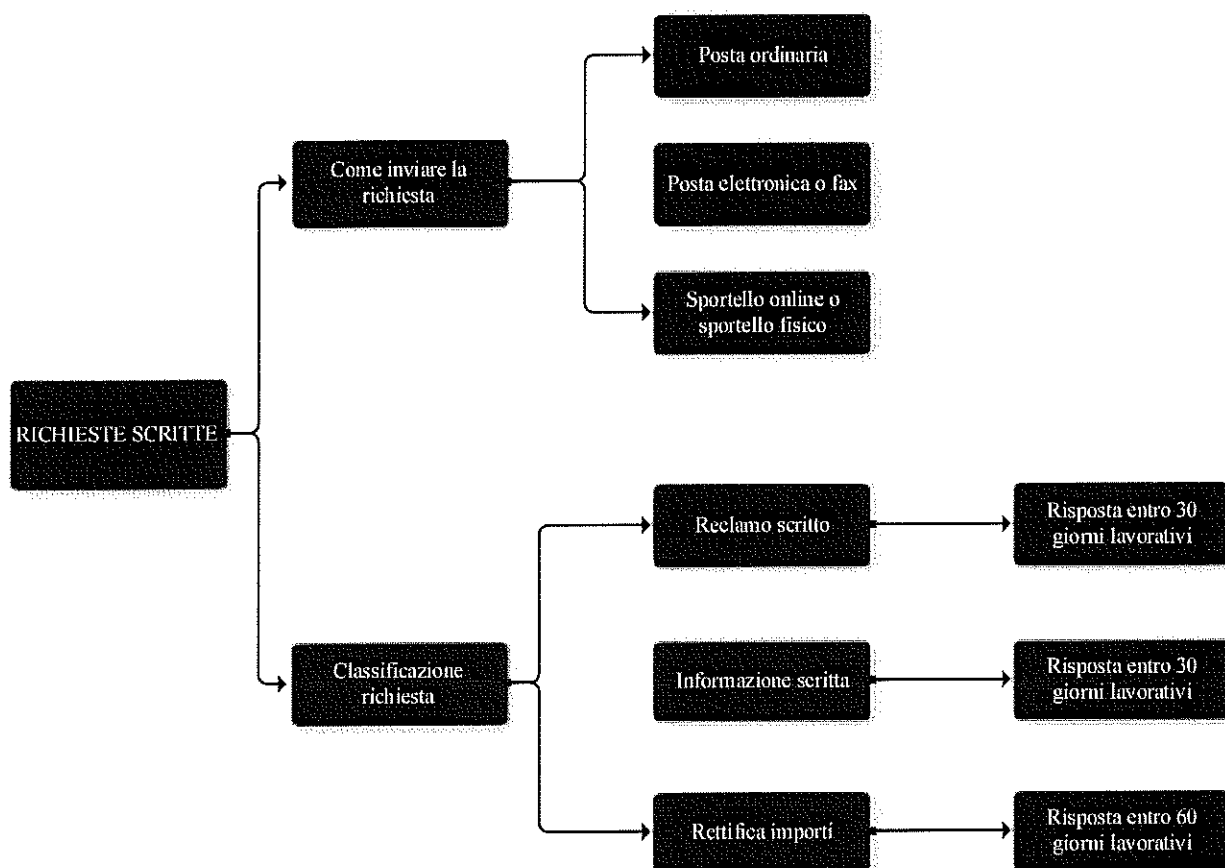 Posta ordinaria
Come inviare la
richiesta
Posta elettronica o fax
Sportello online o
sportello fisico
RICHIESTE SCRITTE
Reclamo scritto
Risposta entro 30
giorni lavorativi
Classificazione
richiesta
Informazione scritta
Risposta entro 30
giorni lavorativi
Rettifica importi
Risposta entro 60
giorni lavorativi